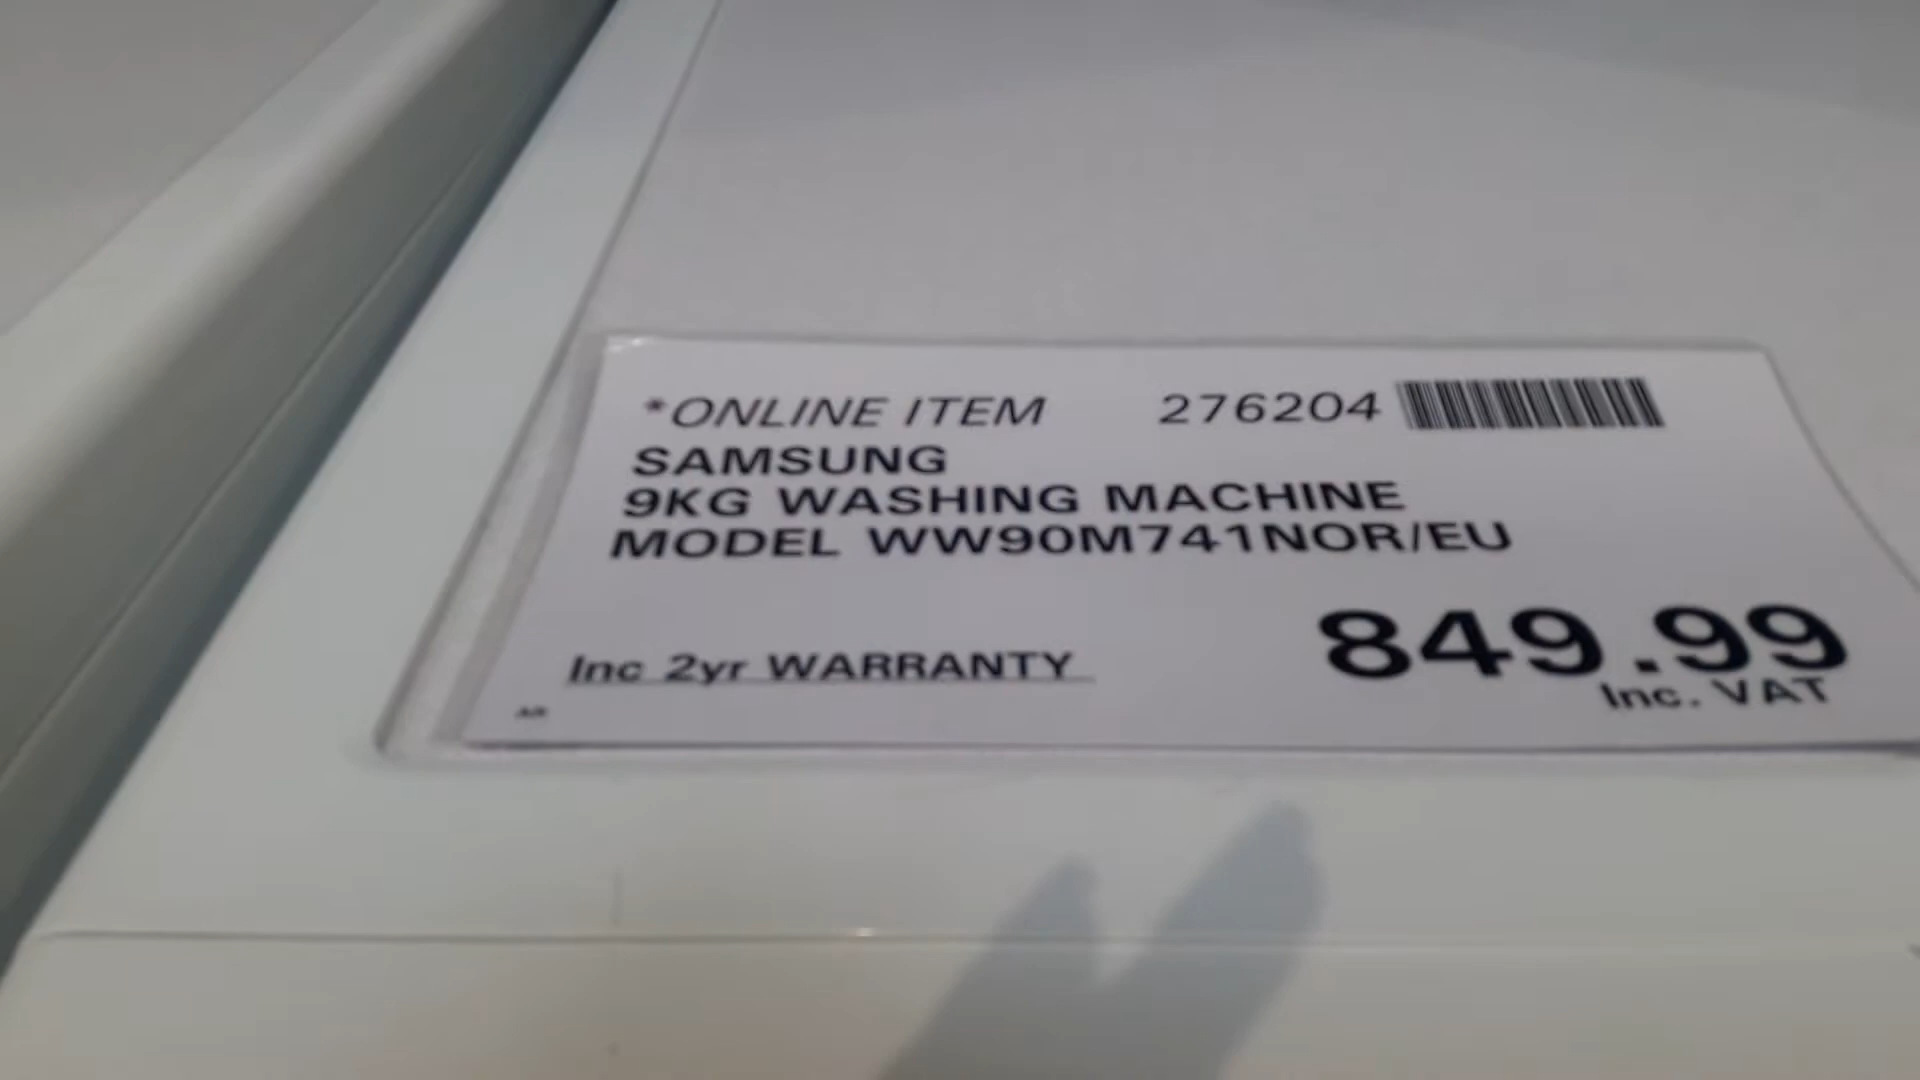 *ONLINE ITEM 276204
SAMSUNG
9KG WASHING MACHINE
MODEL WW90M741NOR/EU
849.99
Inc 2yr WARRANTY
Inc. VAT